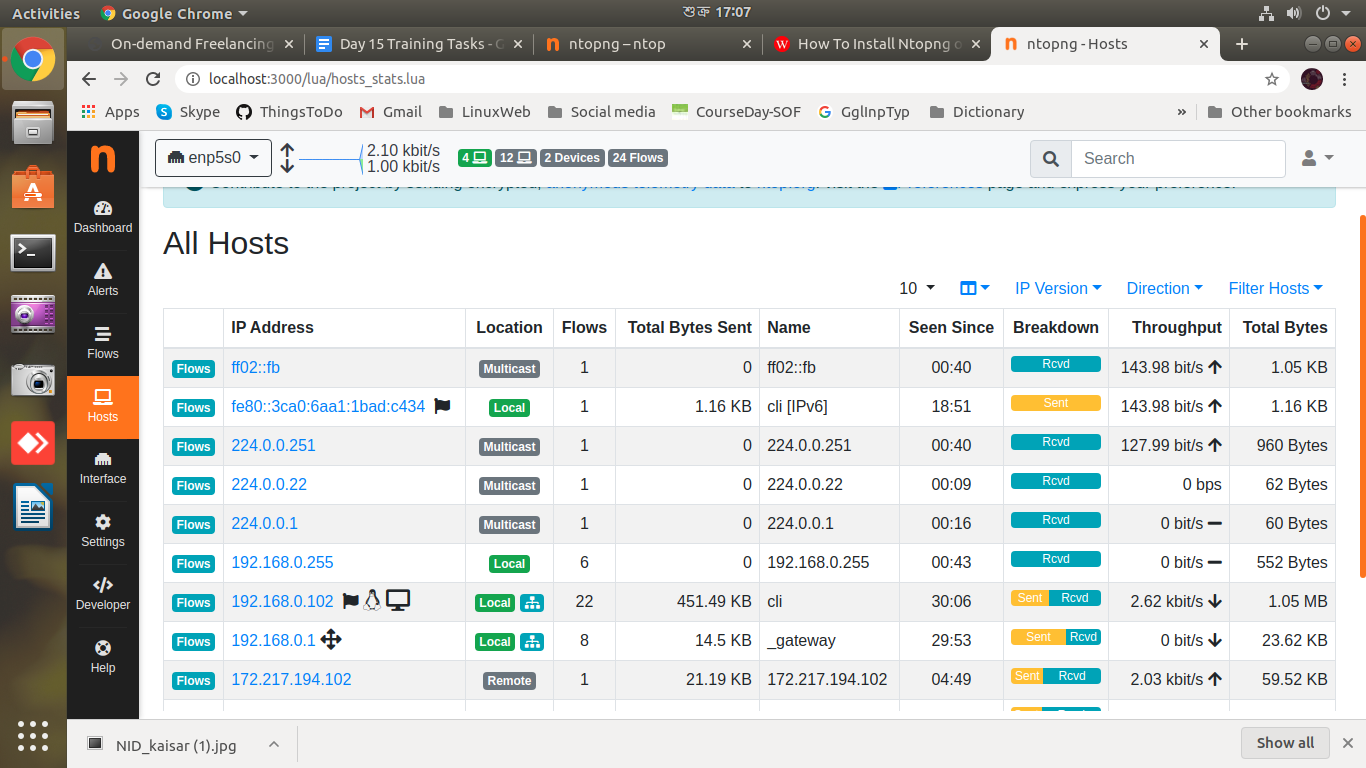 Activities Google Chrome শুক্র 17:07
On-demand Freelancing Day 15 Training Tasks - G ntopng – ntop How To Install Ntopng o ntopng - Hosts
localhost:3000/lua/hosts_stats.lua
Apps Skype ThingsToDo Gmail LinuxWeb Social media CourseDay-SOF GglInpTyp Dictionary » Other bookmarks
enp5s0 2.10 kbit/s 4 12 2 Devices 24 Flows Search
1.00 kbit/s
Dashboard
Alerts
Flows
Hosts
Interface
Settings
Developer
Help
All Hosts
10 IP Version Direction Filter Hosts
IP Address Location Flows Total Bytes Sent Name Seen Since Breakdown Throughput Total Bytes
Flows ff02::fb Multicast 1 0 ff02::fb 00:40 Rcvd 143.98 bit/s 1.05 KB
Flows fe80::3ca0:6aa1:1bad:c434 Local 1 1.16 KB cli [IPv6] 18:51 Sent 143.98 bit/s 1.16 KB
Flows 224.0.0.251 Multicast 1 0 224.0.0.251 00:40 Rcvd 127.99 bit/s 960 Bytes
Flows 224.0.0.22 Multicast 1 0 224.0.0.22 00:09 Rcvd 0 bps 62 Bytes
Flows 224.0.0.1 Multicast 1 0 224.0.0.1 00:16 Rcvd 0 bit/s 60 Bytes
Flows 192.168.0.255 Local 6 0 192.168.0.255 00:43 Rcvd 0 bit/s 552 Bytes
Flows 192.168.0.102 Local 22 451.49 KB cli 30:06 Sent Rcvd 2.62 kbit/s 1.05 MB
Flows 192.168.0.1 Local 8 14.5 KB _gateway 29:53 Sent Rcvd 0 bit/s 23.62 KB
Flows 172.217.194.102 Remote 1 21.19 KB 172.217.194.102 04:49 Sent Rcvd 2.03 kbit/s 59.52 KB
NID_kaisar (1).jpg Show all